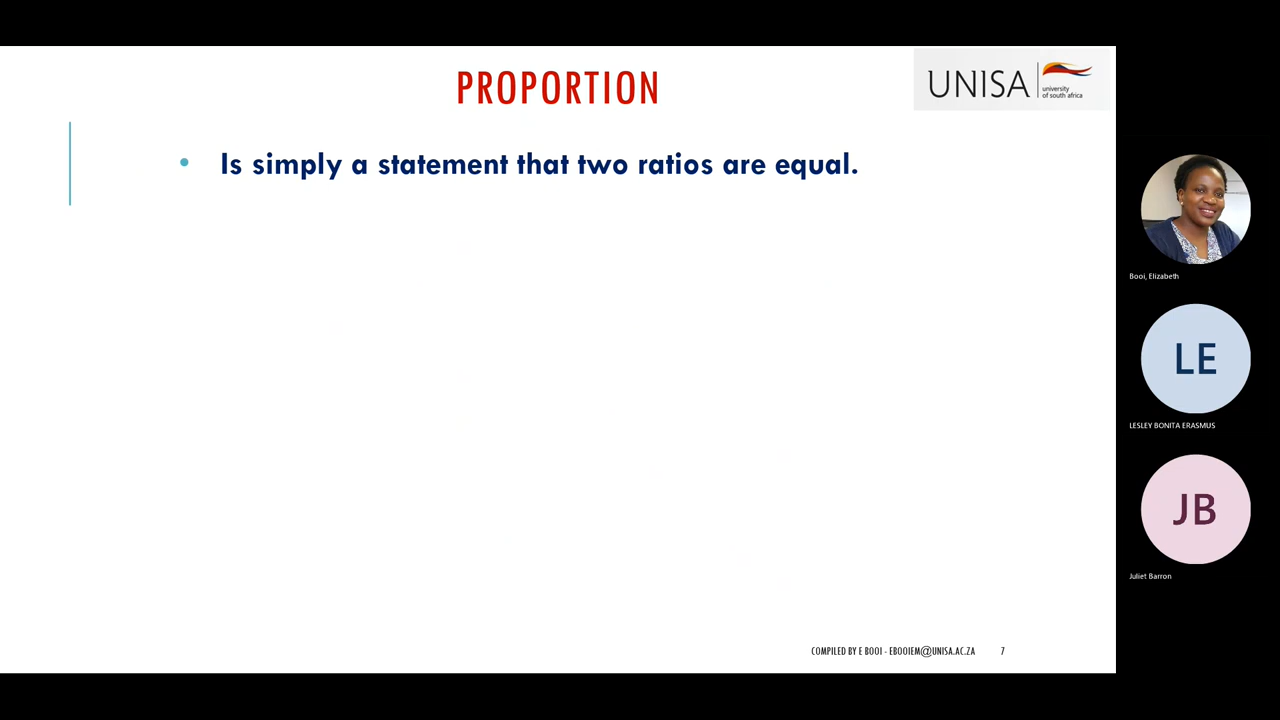 PROPORTION
UNISA
university
of south africa
• Is simply a statement that two ratios are equal.
Booi, Elizabeth
LE
LESLEY BONITA ERASMUS
JB
Juliet Barron
COMPILED BY E BOOI - EBOOIEM@UNISA.AC.ZA 7